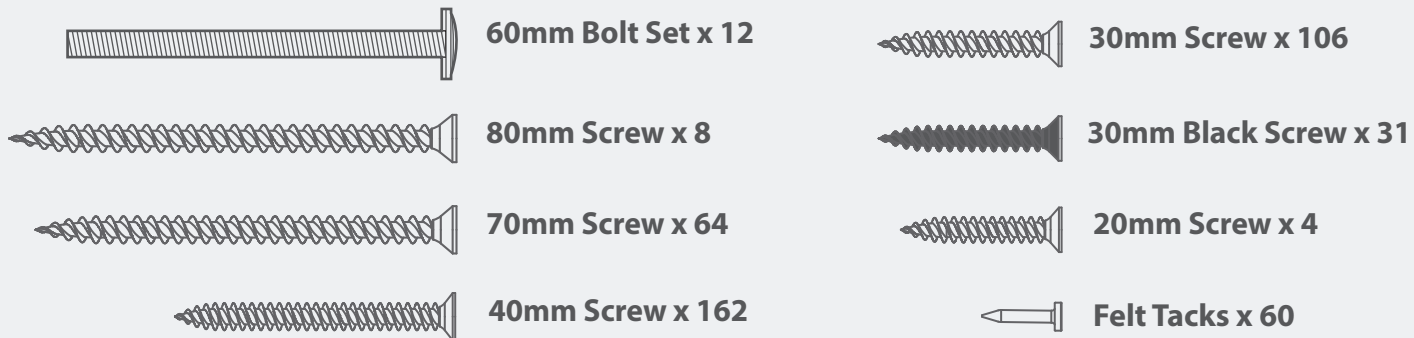 60mm Bolt Set x 12
80mm Screw x 8
70mm Screw x 64
40mm Screw x 162
30mm Screw x 106
30mm Black Screw x 31
20mm Screw x 4
Felt Tacks x 60